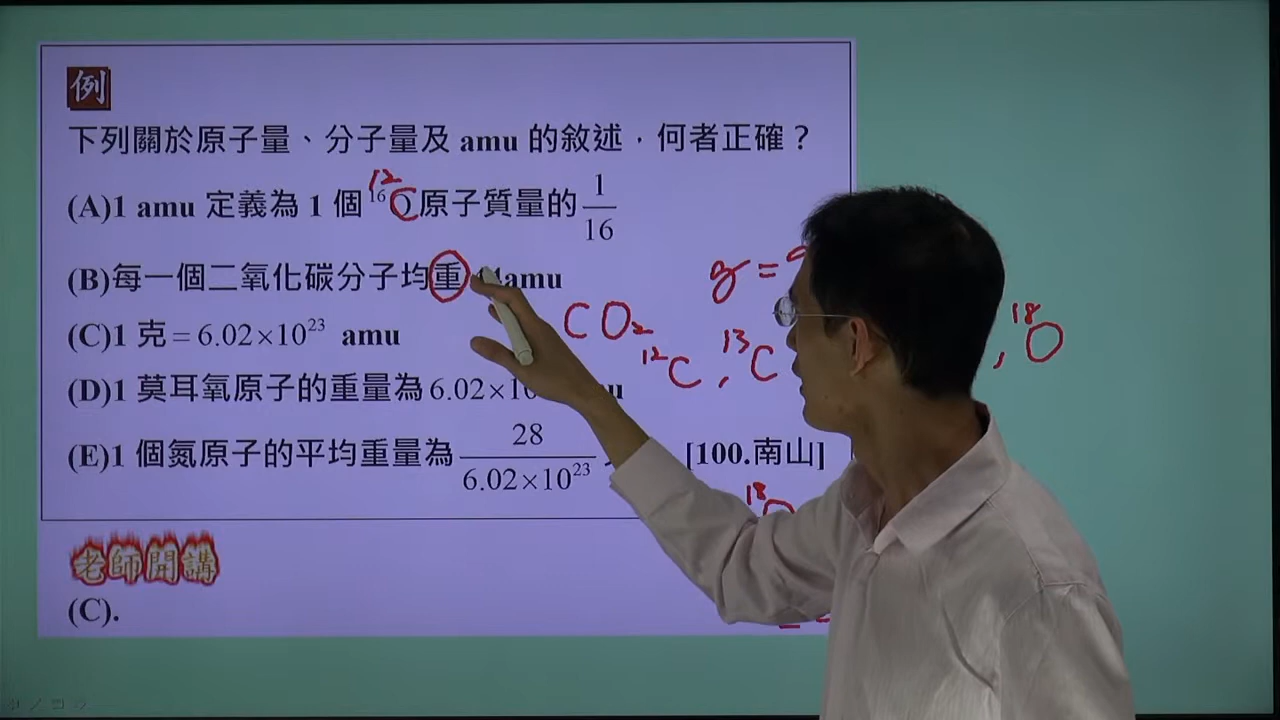 例
下列關於原子量、分子量及 amu 的敘述，何者正確？
12
(A)1 amu 定義為 1 個 ¹⁶O 原子質量的 1/16
C
(B)每一個二氧化碳分子均重 amu
g =
(C)1 克 = 6.02×10²³ amu
CO₂
¹²C , ¹³C , ¹⁸O
(D)1 莫耳氧原子的重量為 6.02×10
(E)1 個氮原子的平均重量為 28/(6.02×10²³) [100.南山]
¹⁸O
老師開講
(C).